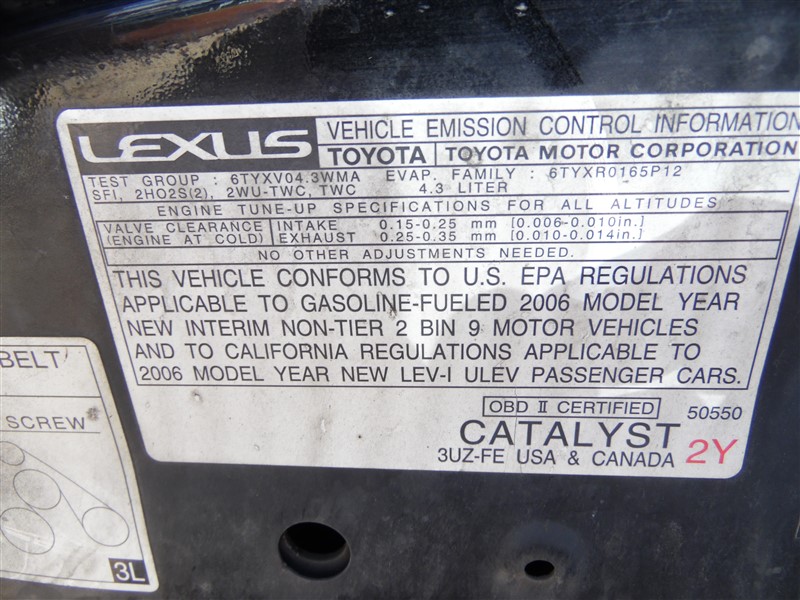 LEXUS
VEHICLE EMISSION CONTROL INFORMATION
TOYOTA TOYOTA MOTOR CORPORATION
TEST GROUP : 6TYXV04.3WMA EVAP. FAMILY : 6TYXR0165P12
SFI, 2HO2S(2), 2WU-TWC, TWC 4.3 LITER
ENGINE TUNE-UP SPECIFICATIONS FOR ALL ALTITUDES
VALVE CLEARANCE INTAKE 0.15-0.25 mm [0.006-0.010in.]
(ENGINE AT COLD) EXHAUST 0.25-0.35 mm [0.010-0.014in.]
NO OTHER ADJUSTMENTS NEEDED.
THIS VEHICLE CONFORMS TO U.S. EPA REGULATIONS
APPLICABLE TO GASOLINE-FUELED 2006 MODEL YEAR
NEW INTERIM NON-TIER 2 BIN 9 MOTOR VEHICLES
AND TO CALIFORNIA REGULATIONS APPLICABLE TO
2006 MODEL YEAR NEW LEV-I ULEV PASSENGER CARS.
OBD II CERTIFIED 50550
CATALYST
3UZ-FE USA & CANADA 2Y
BELT
SCREW
3L